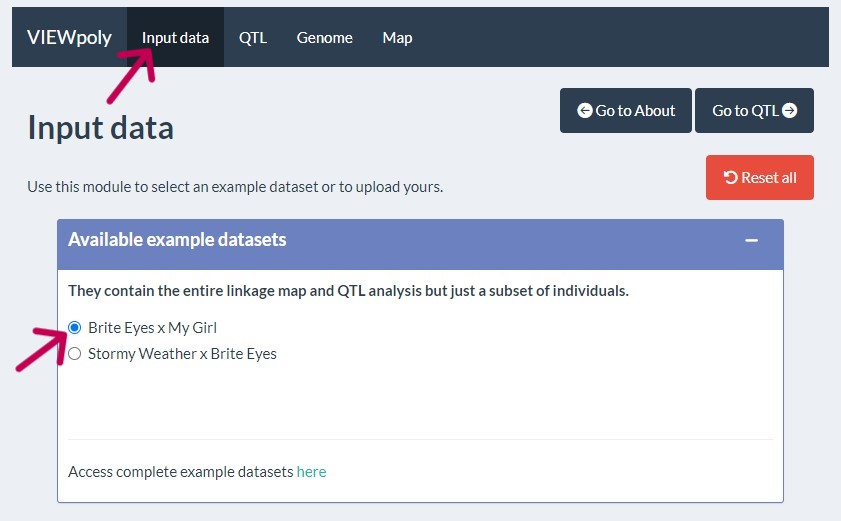 VIEWpoly Input data QTL Genome Map
Go to About Go to QTL
Input data
Reset all
Use this module to select an example dataset or to upload yours.
Available example datasets
They contain the entire linkage map and QTL analysis but just a subset of individuals.
Brite Eyes x My Girl
Stormy Weather x Brite Eyes
Access complete example datasets here